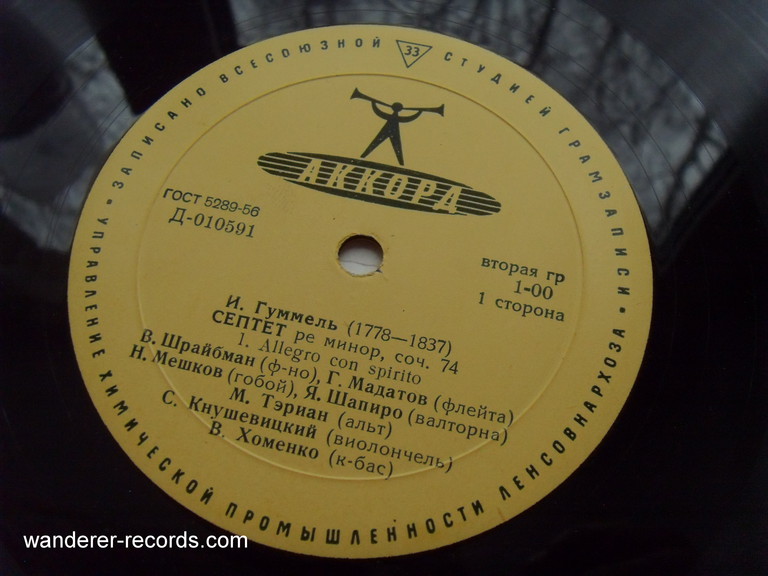 ЗАПИСАНО ВСЕСОЮЗНОЙ 33 СТУДИЕЙ ГРАМЗАПИСИ
УПРАВЛЕНИЕ ХИМИЧЕСКОЙ ПРОМЫШЛЕННОСТИ ЛЕНСОВНАРХОЗА
АККОРД
ГОСТ 5289-56
Д-010591
вторая гр
1-00
1 сторона
И. Гуммель (1778—1837)
СЕПТЕТ ре минор, соч. 74
1. Allegro con spirito
В. Шрайбман (ф-но), Г. Мадатов (флейта)
Н. Мешков (гобой), Я. Шапиро (валторна)
М. Тэриан (альт)
С. Кнушевицкий (виолончель)
В. Хоменко (к-бас)
wanderer-records.com